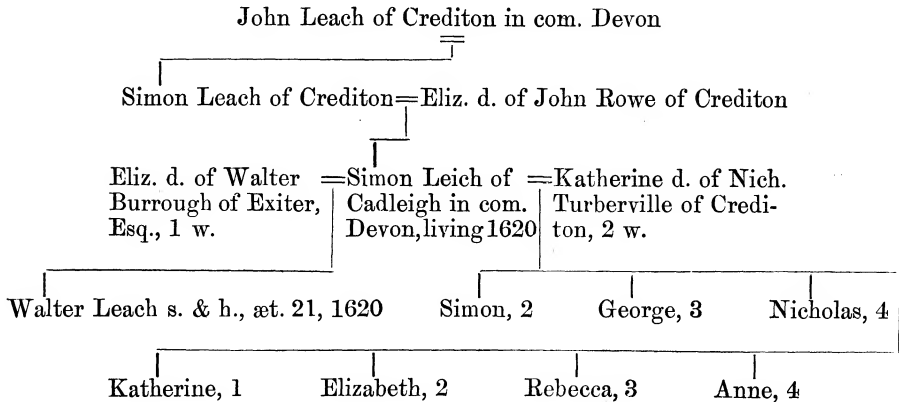 John Leach of Crediton in com. Devon
Simon Leach of Crediton=Eliz. d. of John Rowe of Crediton
Eliz. d. of Walter
Burrough of Exiter,
Esq., 1 w.
=Simon Leich of
Cadleigh in com.
Devon, living 1620
=Katherine d. of Nich.
Turberville of Credi-
ton, 2 w.
Walter Leach s. & h., æt. 21, 1620
Simon, 2
George, 3
Nicholas, 4
Katherine, 1
Elizabeth, 2
Rebecca, 3
Anne, 4